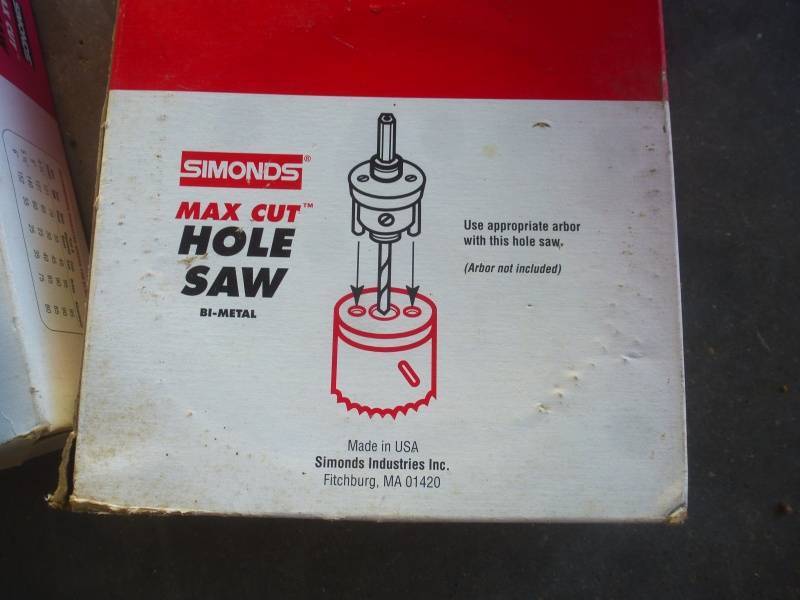 SIMONDS®
MAX CUT™
HOLE
SAW
BI-METAL
Use appropriate arbor
with this hole saw.
(Arbor not included)
Made in USA
Simonds Industries Inc.
Fitchburg, MA 01420
SIMONDS